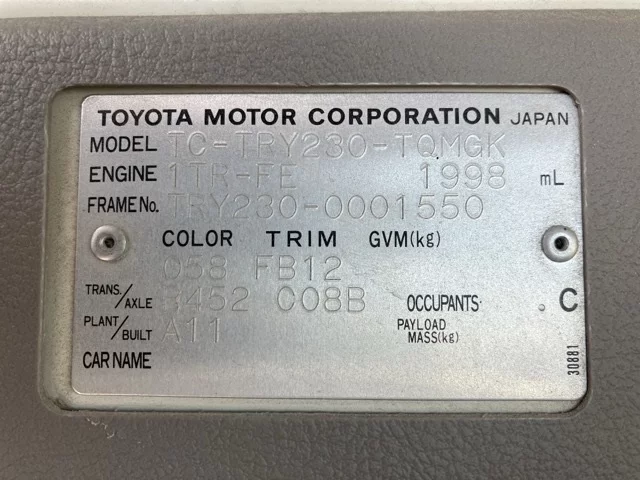 TOYOTA MOTOR CORPORATION JAPAN
MODEL TC-TRY230-TQMGK
ENGINE 1TR-FE 1998 mL
FRAME No. TRY230-0001550
COLOR TRIM GVM(kg)
058 FB12
TRANS./AXLE R452 C08B OCCUPANTS C
PLANT/BUILT A11 PAYLOAD MASS(kg)
CAR NAME
30881